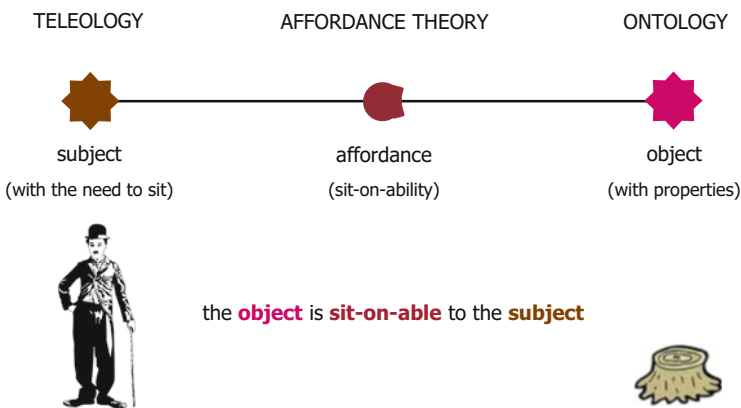 TELEOLOGY AFFORDANCE THEORY ONTOLOGY
subject affordance object
(with the need to sit) (sit-on-ability) (with properties)
the object is sit-on-able to the subject